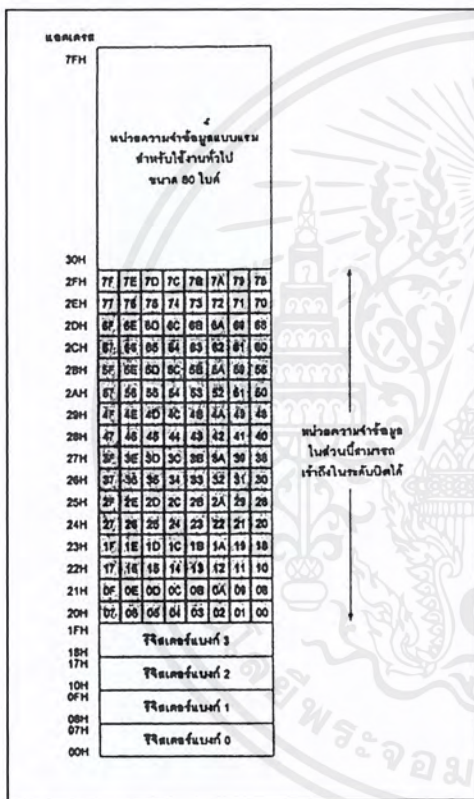 แอดเดรส
7FH
หน่วยความจำข้อมูลแบบแรม
สำหรับใช้งานทั่วไป
ขนาด 80 ไบต์
30H
2FH 7F 7E 7D 7C 7B 7A 79 78
2EH 77 76 75 74 73 72 71 70
2DH 6F 6E 6D 6C 6B 6A 69 68
2CH 67 66 65 64 63 62 61 60
2BH 5F 5E 5D 5C 5B 5A 59 58
2AH 57 56 55 54 53 52 51 50
29H 4F 4E 4D 4C 4B 4A 49 48
28H 47 46 45 44 43 42 41 40
27H 3F 3E 3D 3C 3B 3A 39 38
26H 37 36 35 34 33 32 31 30
25H 2F 2E 2D 2C 2B 2A 29 28
24H 27 26 25 24 23 22 21 20
23H 1F 1E 1D 1C 1B 1A 19 18
22H 17 16 15 14 13 12 11 10
21H 0F 0E 0D 0C 0B 0A 09 08
20H 07 06 05 04 03 02 01 00
หน่วยความจำข้อมูล
ในส่วนนี้สามารถ
เข้าถึงในระดับบิตได้
1FH
รีจิสเตอร์แบงก์ 3
18H
17H
รีจิสเตอร์แบงก์ 2
10H
0FH
รีจิสเตอร์แบงก์ 1
08H
07H
รีจิสเตอร์แบงก์ 0
00H
โลยีพระจอม